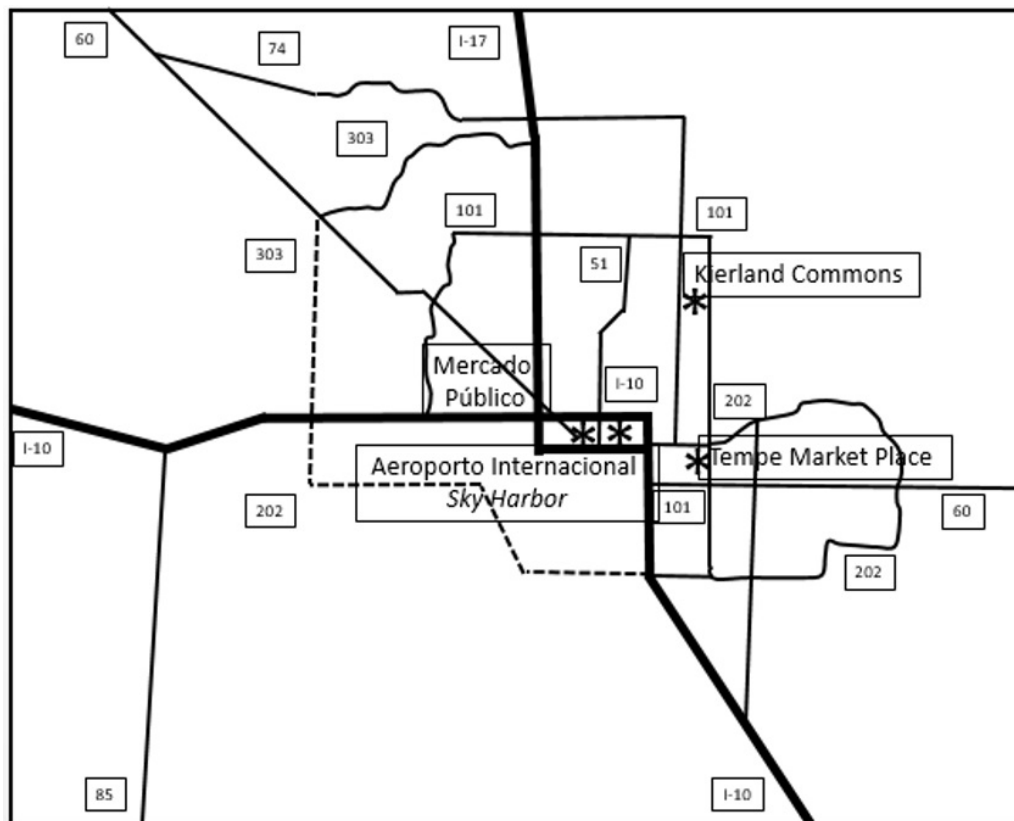 60
74
I-17
303
101
101
303
51
Kierland Commons
Mercado
Público
I-10
202
I-10
Aeroporto Internacional
Sky Harbor
Tempe Market Place
202
101
60
202
85
I-10